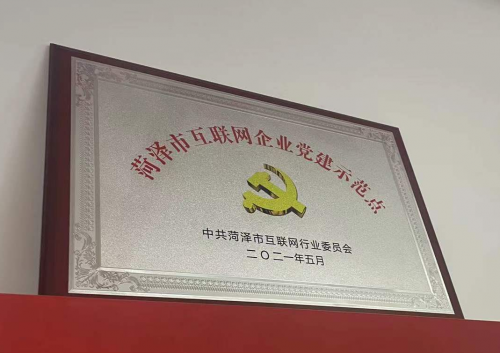 菏泽市互联网企业党建示范点
中共菏泽市互联网行业委员会
二〇二一年五月